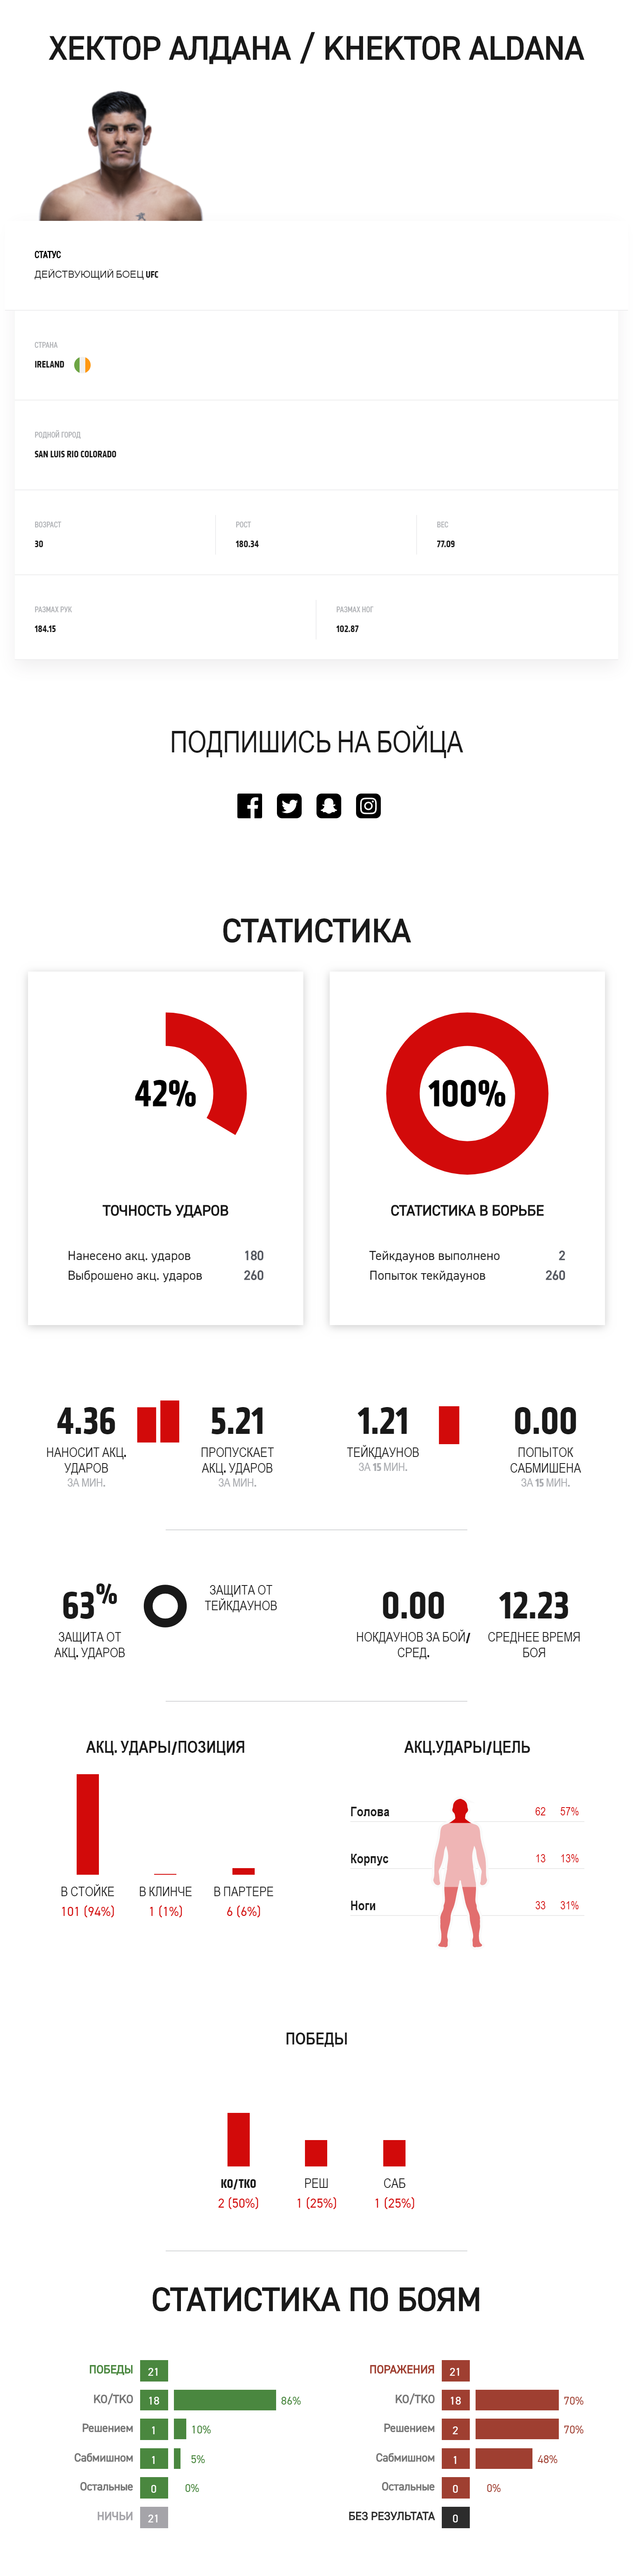 ХЕКТОР АЛДАНА / KHEKTOR ALDANA
СТАТУС
ДЕЙСТВУЮЩИЙ БОЕЦ UFC
СТРАНА
IRELAND
РОДНОЙ ГОРОД
SAN LUIS RIO COLORADO
ВОЗРАСТ РОСТ ВЕС
30 180.34 77.09
РАЗМАХ РУК РАЗМАХ НОГ
184.15 102.87
ПОДПИШИСЬ НА БОЙЦА
СТАТИСТИКА
42% 100%
ТОЧНОСТЬ УДАРОВ СТАТИСТИКА В БОРЬБЕ
Нанесено акц. ударов 180 Тейкдаунов выполнено 2
Выброшено акц. ударов 260 Попыток текйдаунов 260
4.36 5.21 1.21 0.00
НАНОСИТ АКЦ. ПРОПУСКАЕТ ТЕЙКДАУНОВ ПОПЫТОК
УДАРОВ АКЦ. УДАРОВ ЗА 15 МИН. САБМИШЕНА
ЗА МИН. ЗА МИН. ЗА 15 МИН.
63% ЗАЩИТА ОТ 0.00 12.23
ТЕЙКДАУНОВ
ЗАЩИТА ОТ НОКДАУНОВ ЗА БОЙ/ СРЕДНЕЕ ВРЕМЯ
АКЦ. УДАРОВ СРЕД. БОЯ
АКЦ. УДАРЫ/ПОЗИЦИЯ АКЦ.УДАРЫ/ЦЕЛЬ
Голова 62 57%
Корпус 13 13%
Ноги 33 31%
В СТОЙКЕ В КЛИНЧЕ В ПАРТЕРЕ
101 (94%) 1 (1%) 6 (6%)
ПОБЕДЫ
KO/TKO РЕШ САБ
2 (50%) 1 (25%) 1 (25%)
СТАТИСТИКА ПО БОЯМ
ПОБЕДЫ 21 ПОРАЖЕНИЯ 21
KO/TKO 18 86% KO/TKO 18 70%
Решением 1 10% Решением 2 70%
Сабмишном 1 5% Сабмишном 1 48%
Остальные 0 0% Остальные 0 0%
НИЧЬИ 21 БЕЗ РЕЗУЛЬТАТА 0